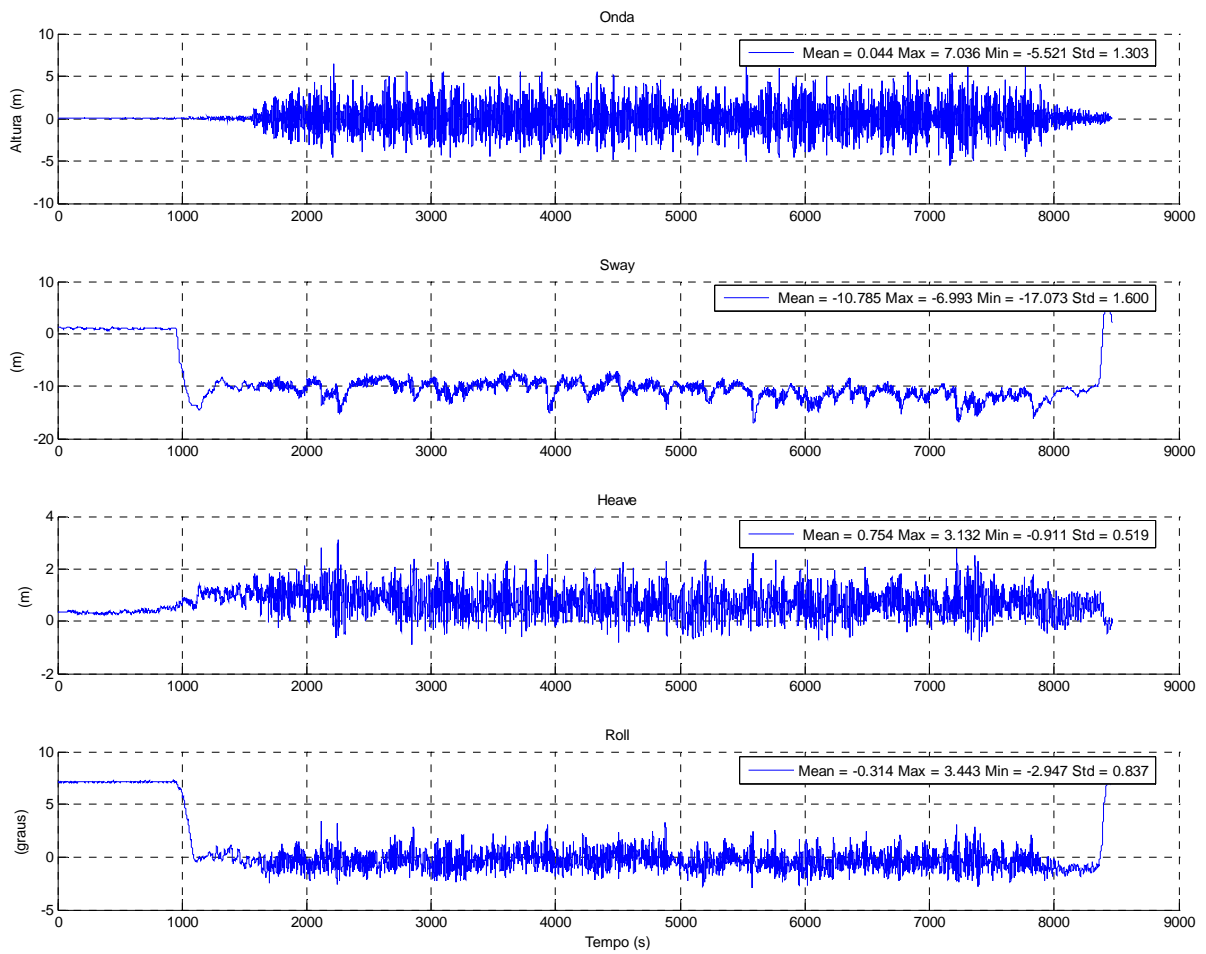 Onda
Mean = 0.044 Max = 7.036 Min = -5.521 Std = 1.303
Altura (m)
10
5
0
-5
-10
0 1000 2000 3000 4000 5000 6000 7000 8000 9000
Sway
Mean = -10.785 Max = -6.993 Min = -17.073 Std = 1.600
(m)
10
0
-10
-20
0 1000 2000 3000 4000 5000 6000 7000 8000 9000
Heave
Mean = 0.754 Max = 3.132 Min = -0.911 Std = 0.519
(m)
4
2
0
-2
0 1000 2000 3000 4000 5000 6000 7000 8000 9000
Roll
Mean = -0.314 Max = 3.443 Min = -2.947 Std = 0.837
(graus)
10
5
0
-5
0 1000 2000 3000 4000 5000 6000 7000 8000 9000
Tempo (s)